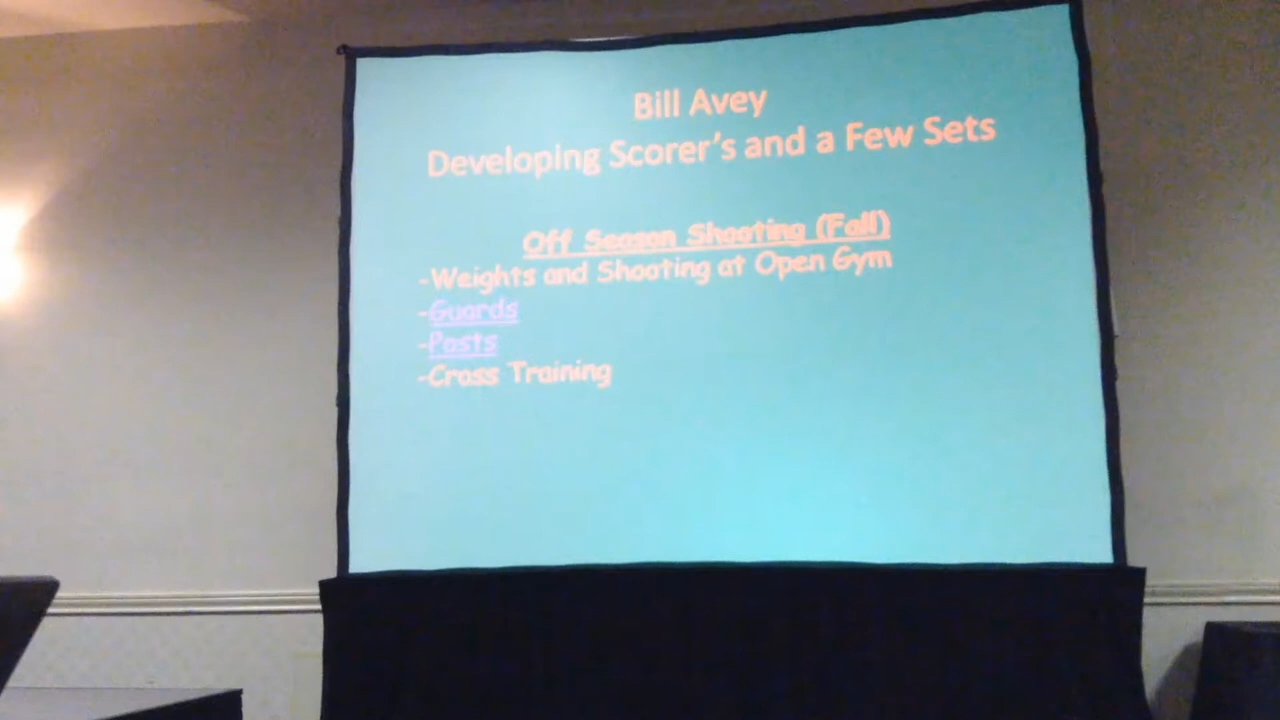 Bill Avey
Developing Scorer's and a Few Sets
Off Season Shooting (Fall)
-Weights and Shooting at Open Gym
-Guards
-Posts
-Cross Training